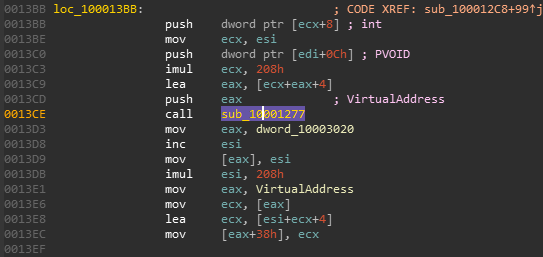 0013BB loc_100013BB: ; CODE XREF: sub_100012C8+99↑j
0013BB push dword ptr [ecx+8] ; int
0013BE mov ecx, esi
0013C0 push dword ptr [edi+0Ch] ; PVOID
0013C3 imul ecx, 208h
0013C9 lea eax, [ecx+eax+4]
0013CD push eax ; VirtualAddress
0013CE call sub_10001277
0013D3 mov eax, dword_10003020
0013D8 inc esi
0013D9 mov [eax], esi
0013DB imul esi, 208h
0013E1 mov eax, VirtualAddress
0013E6 mov ecx, [eax]
0013E8 lea ecx, [esi+ecx+4]
0013EC mov [eax+38h], ecx
0013EF